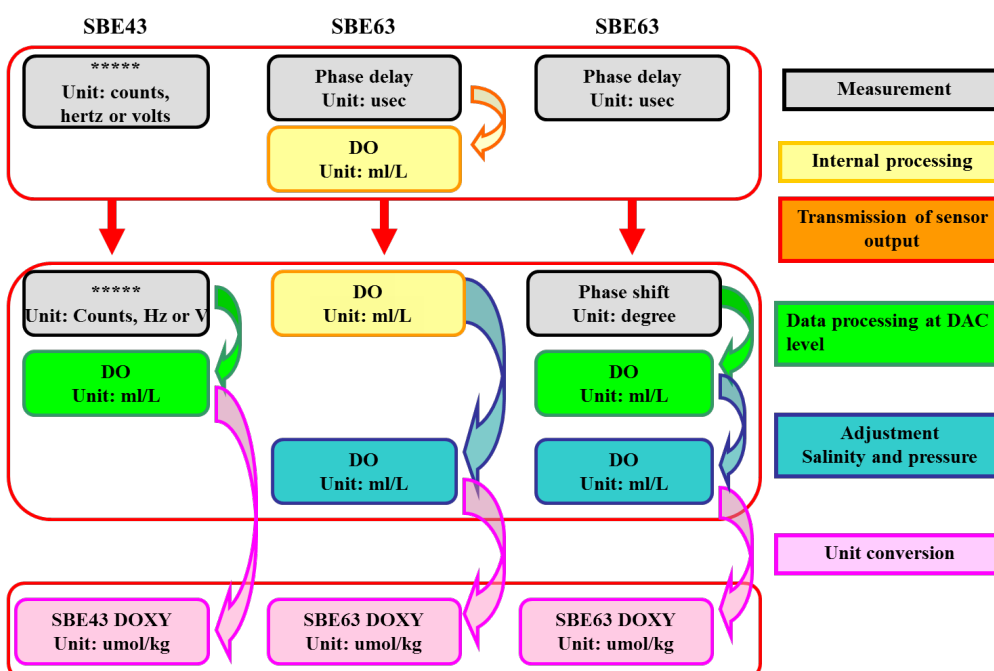 SBE43
SBE63
SBE63
*****
Unit: counts,
hertz or volts
Phase delay
Unit: usec
Phase delay
Unit: usec
DO
Unit: ml/L
Measurement
Internal processing
Transmission of sensor
output
*****
Unit: Counts, Hz or V
DO
Unit: ml/L
Phase shift
Unit: degree
Data processing at DAC
level
DO
Unit: ml/L
DO
Unit: ml/L
DO
Unit: ml/L
DO
Unit: ml/L
Adjustment
Salinity and pressure
Unit conversion
SBE43 DOXY
Unit: umol/kg
SBE63 DOXY
Unit: umol/kg
SBE63 DOXY
Unit: umol/kg